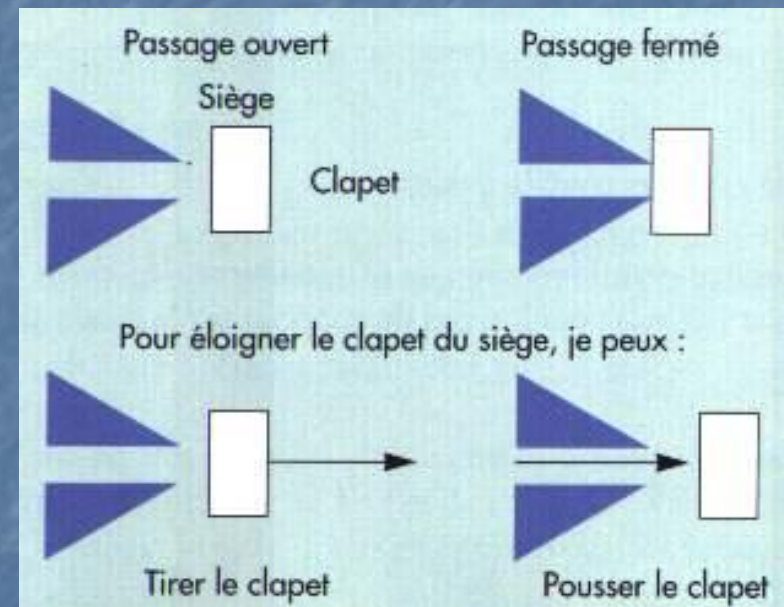 Passage ouvert
Passage fermé
Siège
Clapet
Pour éloigner le clapet du siège, je peux :
Tirer le clapet
Pousser le clapet